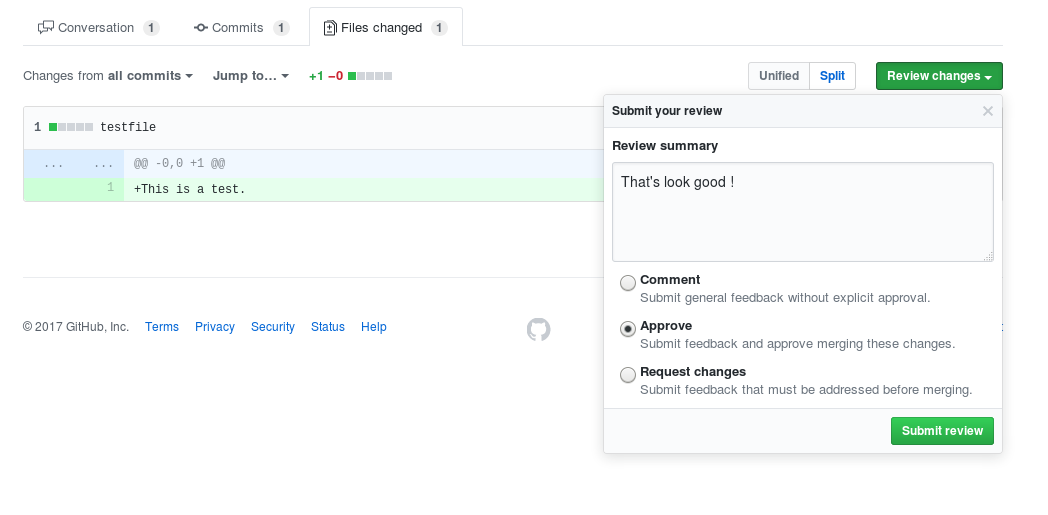 Conversation 1 Commits 1 Files changed 1
Changes from all commits Jump to... +1 −0 Unified Split Review changes
Submit your review ×
1 testfile
Review summary
... ... @@ -0,0 +1 @@
That's look good !
1 +This is a test.
Comment
Submit general feedback without explicit approval.
© 2017 GitHub, Inc. Terms Privacy Security Status Help
Approve
Submit feedback and approve merging these changes.
Request changes
Submit feedback that must be addressed before merging.
Submit review